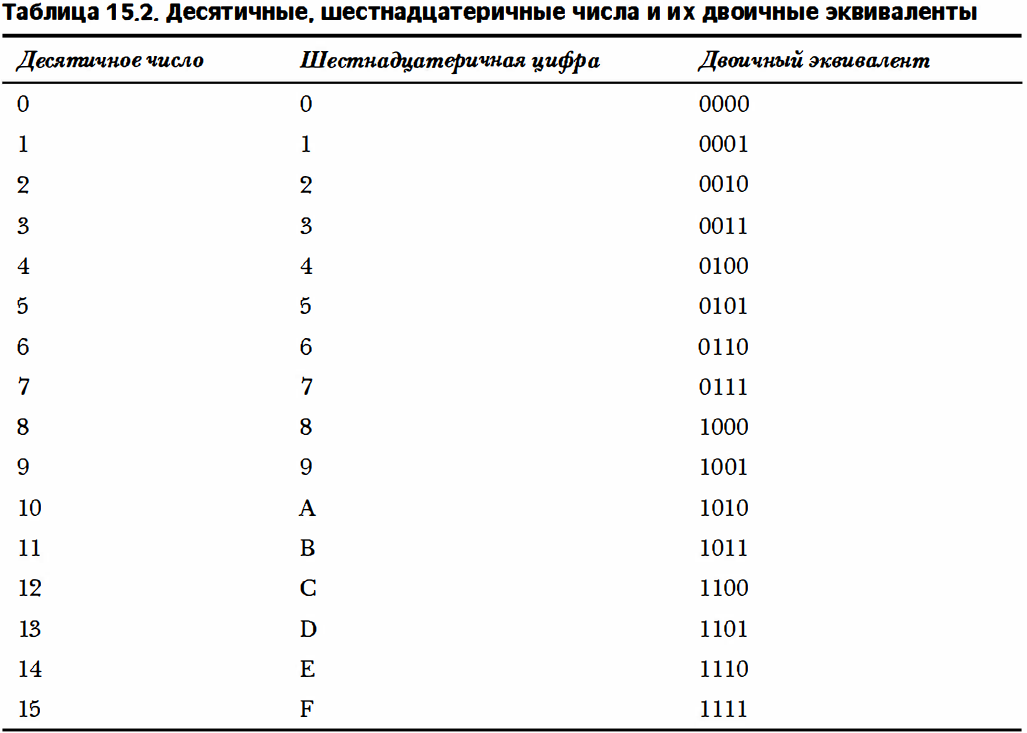 Таблица 15.2. Десятичные, шестнадцатеричные числа и их двоичные эквиваленты
Десятичное число Шестнадцатеричная цифра Двоичный эквивалент
0 0 0000
1 1 0001
2 2 0010
3 3 0011
4 4 0100
5 5 0101
6 6 0110
7 7 0111
8 8 1000
9 9 1001
10 A 1010
11 B 1011
12 C 1100
13 D 1101
14 E 1110
15 F 1111